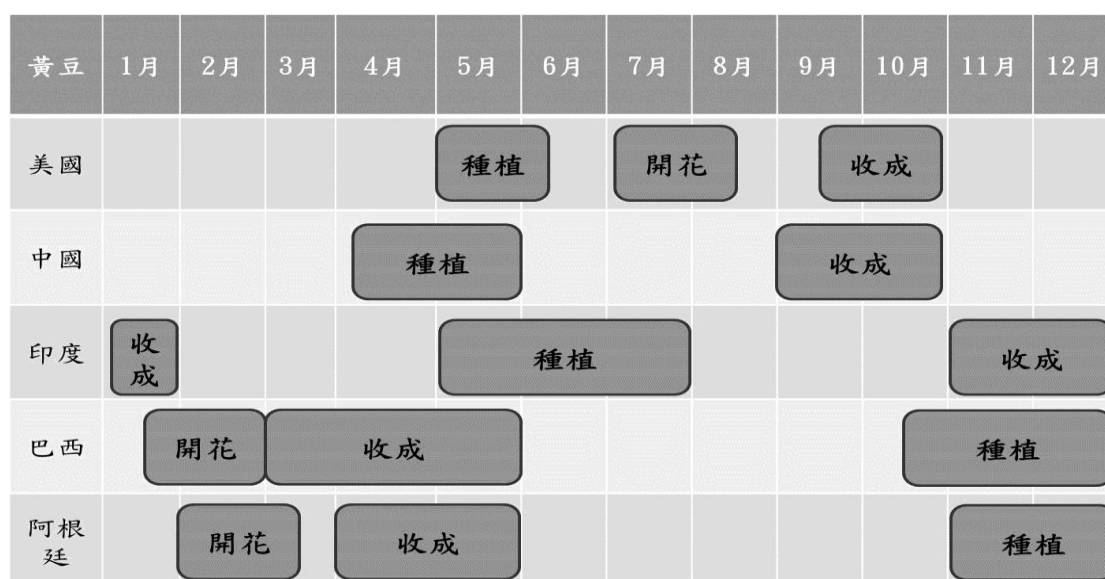 黃豆 1月 2月 3月 4月 5月 6月 7月 8月 9月 10月 11月 12月
美國 種植 開花 收成
中國 種植 收成
印度 收成 種植 收成
巴西 開花 收成 種植
阿根廷 開花 收成 種植